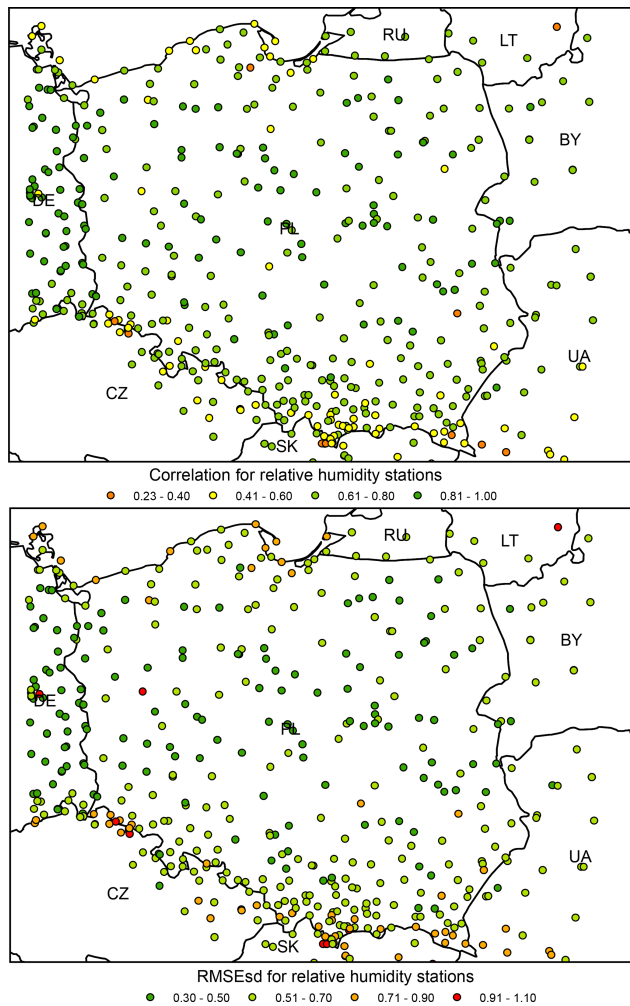 RU
LT
BY
DE
PL
UA
CZ
SK
Correlation for relative humidity stations
0.23 - 0.40 0.41 - 0.60 0.61 - 0.80 0.81 - 1.00
RU
LT
BY
DE
PL
UA
CZ
SK
RMSEsd for relative humidity stations
0.30 - 0.50 0.51 - 0.70 0.71 - 0.90 0.91 - 1.10